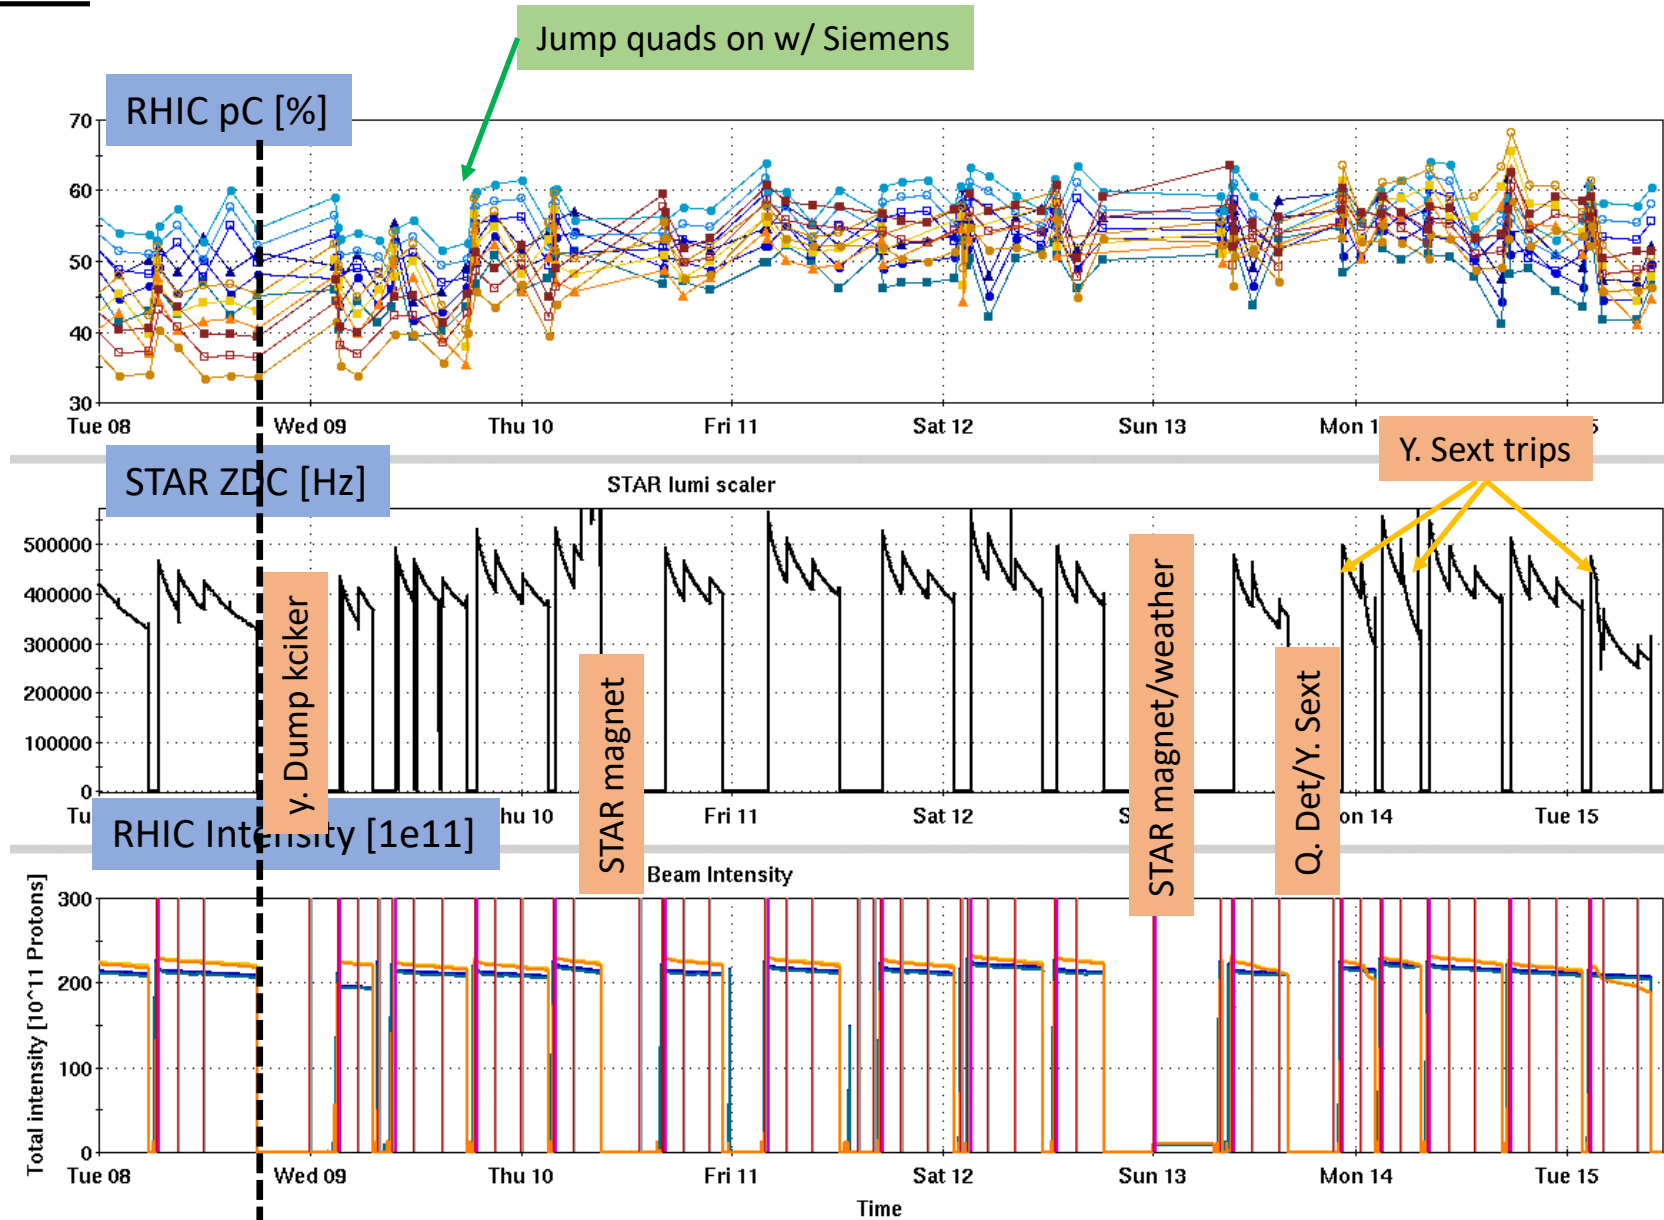 Jump quads on w/ Siemens
RHIC pC [%]
70
60
50
40
30
Tue 08
Wed 09
Thu 10
Fri 11
Sat 12
Sun 13
Mon 1
5
Y. Sext trips
STAR ZDC [Hz]
STAR lumi scaler
500000
400000
300000
200000
100000
0
y. Dump kciker
STAR magnet
STAR magnet/weather
Q. Det/Y. Sext
Tu
Thu 10
Fri 11
Sat 12
S
on 14
Tue 15
RHIC Intensity [1e11]
Beam Intensity
Total intensity [10^11 Protons]
300
200
100
0
Tue 08
Wed 09
Thu 10
Fri 11
Sat 12
Sun 13
Mon 14
Tue 15
Time